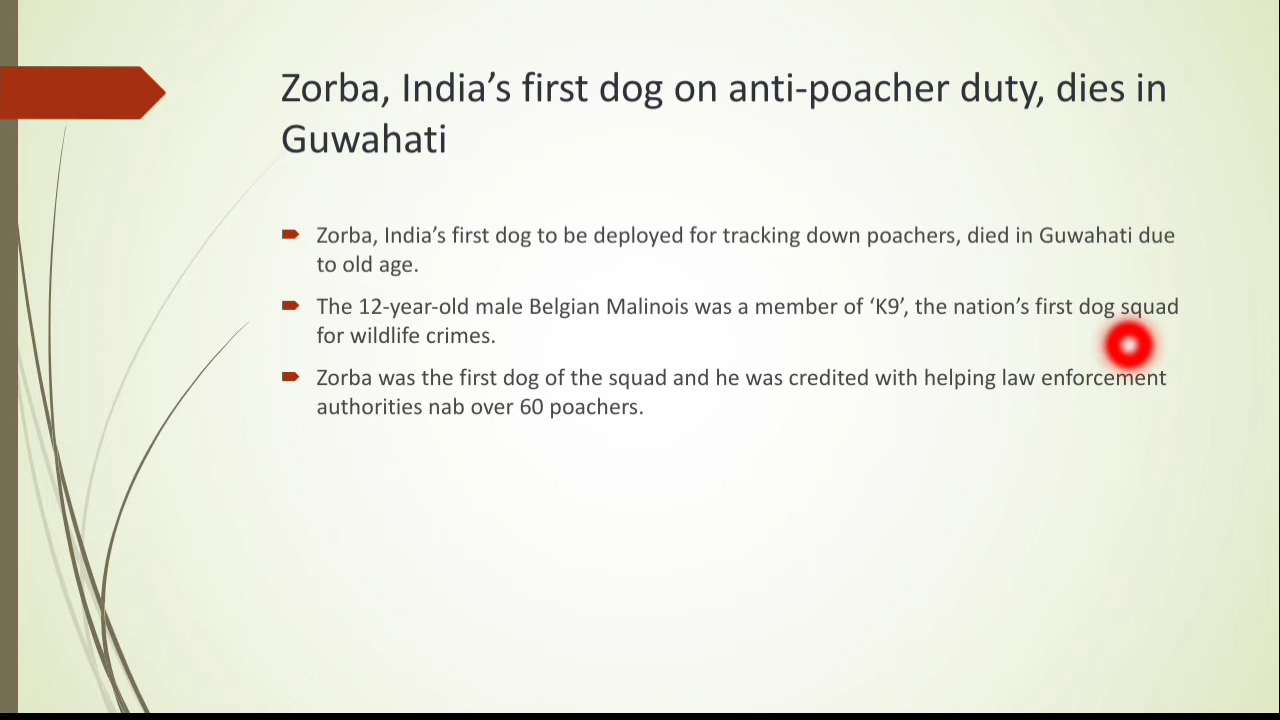 Zorba, India’s first dog on anti-poacher duty, dies in
Guwahati
Zorba, India’s first dog to be deployed for tracking down poachers, died in Guwahati due
to old age.
The 12-year-old male Belgian Malinois was a member of ‘K9’, the nation’s first dog squad
for wildlife crimes.
Zorba was the first dog of the squad and he was credited with helping law enforcement
authorities nab over 60 poachers.